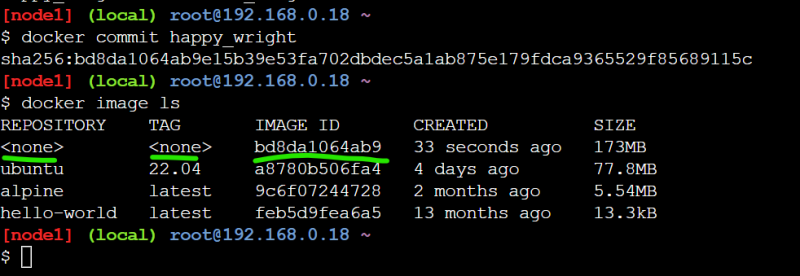 [node1] (local) root@192.168.0.18 ~
$ docker commit happy_wright
sha256:bd8da1064ab9e15b39e53fa702dbdec5a1ab875e179fdca9365529f85689115c
[node1] (local) root@192.168.0.18 ~
$ docker image ls
REPOSITORY TAG IMAGE ID CREATED SIZE
<none> <none> bd8da1064ab9 33 seconds ago 173MB
ubuntu 22.04 a8780b506fa4 4 days ago 77.8MB
alpine latest 9c6f07244728 2 months ago 5.54MB
hello-world latest feb5d9fea6a5 13 months ago 13.3kB
[node1] (local) root@192.168.0.18 ~
$